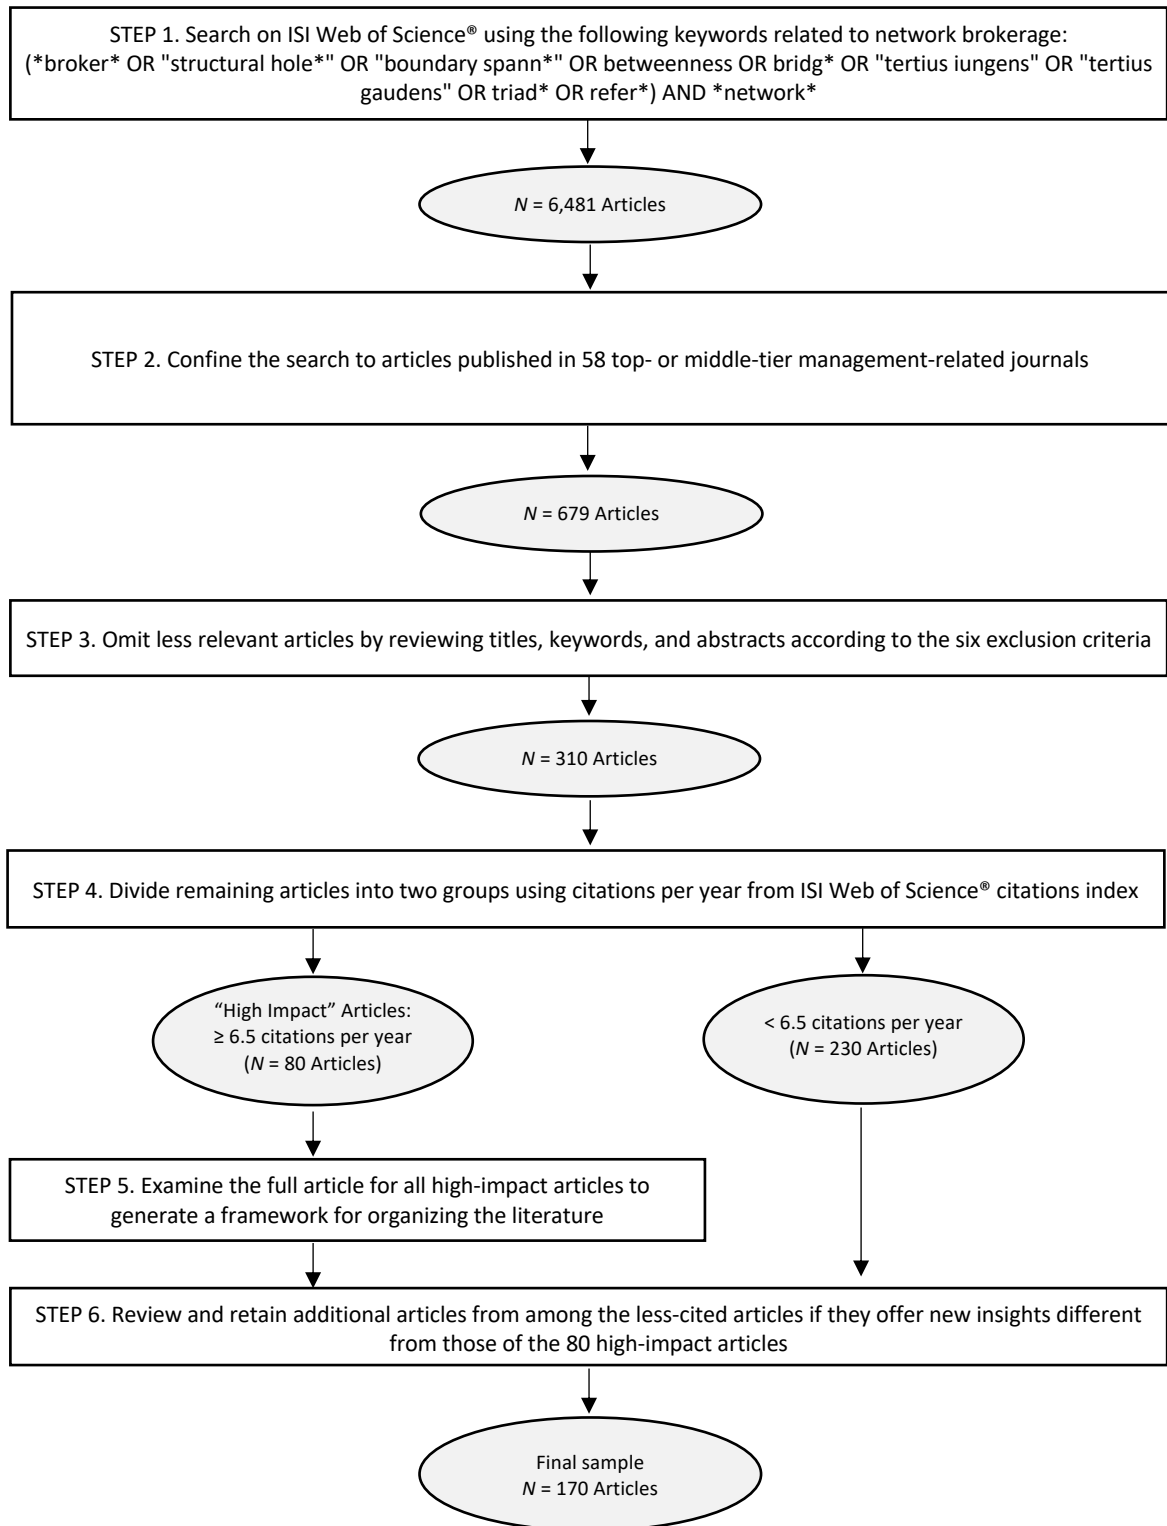 STEP 1. Search on ISI Web of Science® using the following keywords related to network brokerage:
(*broker* OR "structural hole*" OR "boundary spann*" OR betweenness OR bridg* OR "tertius iungens" OR "tertius
gaudens" OR triad* OR refer*) AND *network*
N = 6,481 Articles
STEP 2. Confine the search to articles published in 58 top- or middle-tier management-related journals
N = 679 Articles
STEP 3. Omit less relevant articles by reviewing titles, keywords, and abstracts according to the six exclusion criteria
N = 310 Articles
STEP 4. Divide remaining articles into two groups using citations per year from ISI Web of Science® citations index
“High Impact” Articles:
≥ 6.5 citations per year
(N = 80 Articles)
< 6.5 citations per year
(N = 230 Articles)
STEP 5. Examine the full article for all high-impact articles to
generate a framework for organizing the literature
STEP 6. Review and retain additional articles from among the less-cited articles if they offer new insights different
from those of the 80 high-impact articles
Final sample
N = 170 Articles